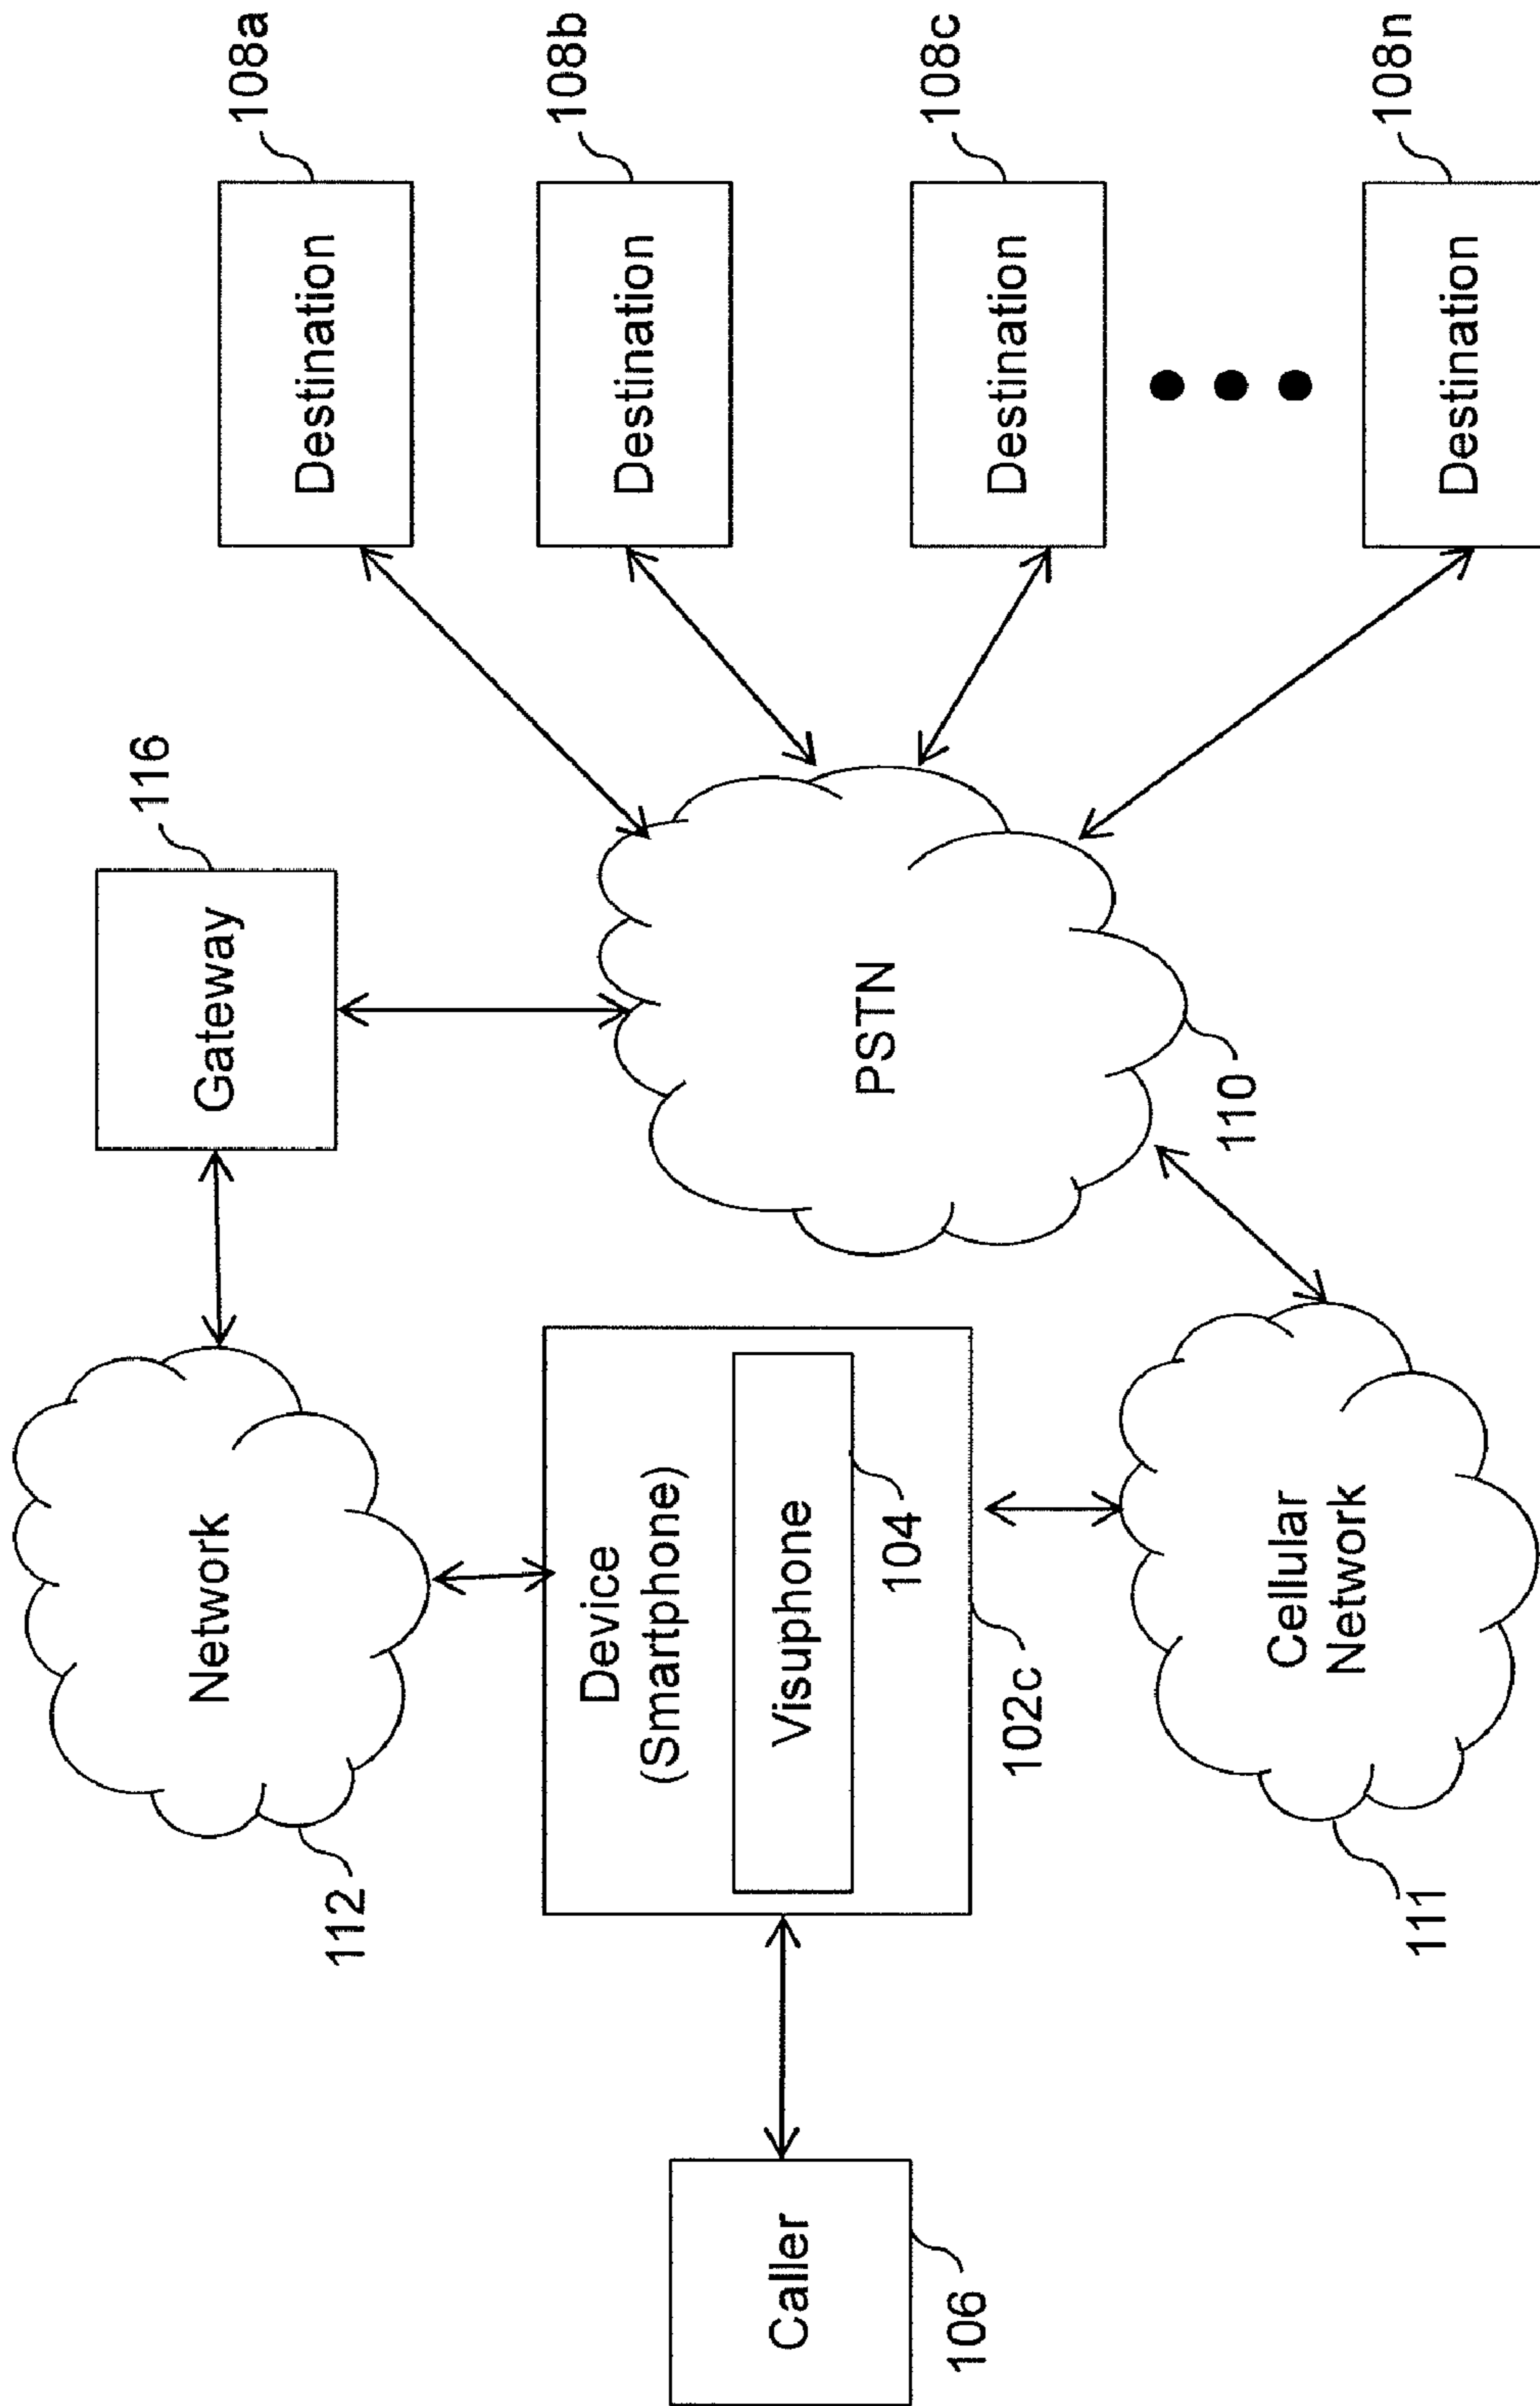 112
Network
Gateway
116
Caller
106
Device
(Smartphone)
Visuphone
104
102c
Cellular
Network
111
PSTN
110
Destination
108a
Destination
108b
Destination
108c
Destination
108n